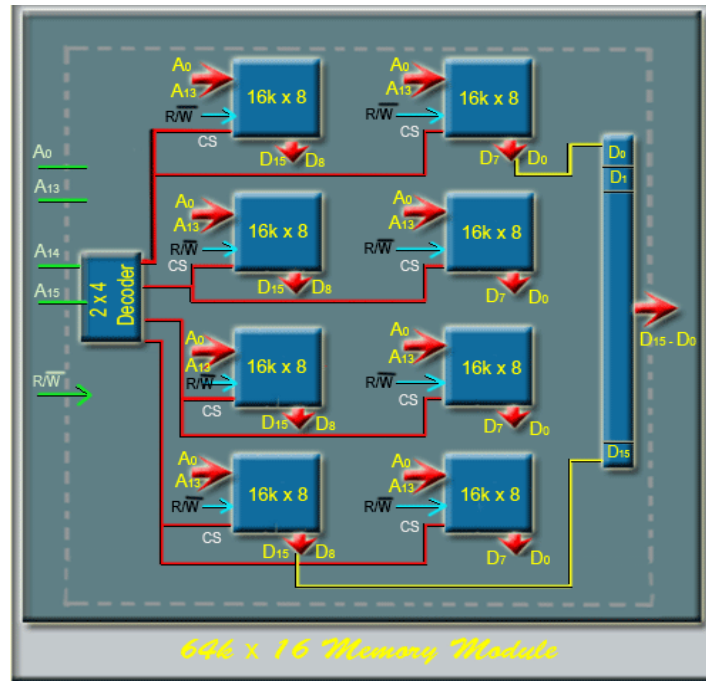 A0 A0
A13 16k x 8 A13 16k x 8
R/W̅ R/W̅
CS CS
D15 D8 D7 D0 D0
A0 D1
A13
A0 A0
A13 16k x 8 A13 16k x 8
R/W̅ R/W̅
A14 CS CS
A15 2 x 4 Decoder D15 D8 D7 D0
D15 - D0
A0 A0
A13 16k x 8 A13 16k x 8
R/W̅ R/W̅ R/W̅
CS CS
D15 D8 D7 D0
D15
A0 A0
A13 16k x 8 A13 16k x 8
R/W̅ R/W̅
CS CS
D15 D8 D7 D0
64k x 16 Memory Module